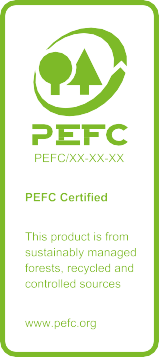 PEFC
PEFC/XX-XX-XX
PEFC Certified
This product is from
sustainably managed
forests, recycled and
controlled sources
www.pefc.org